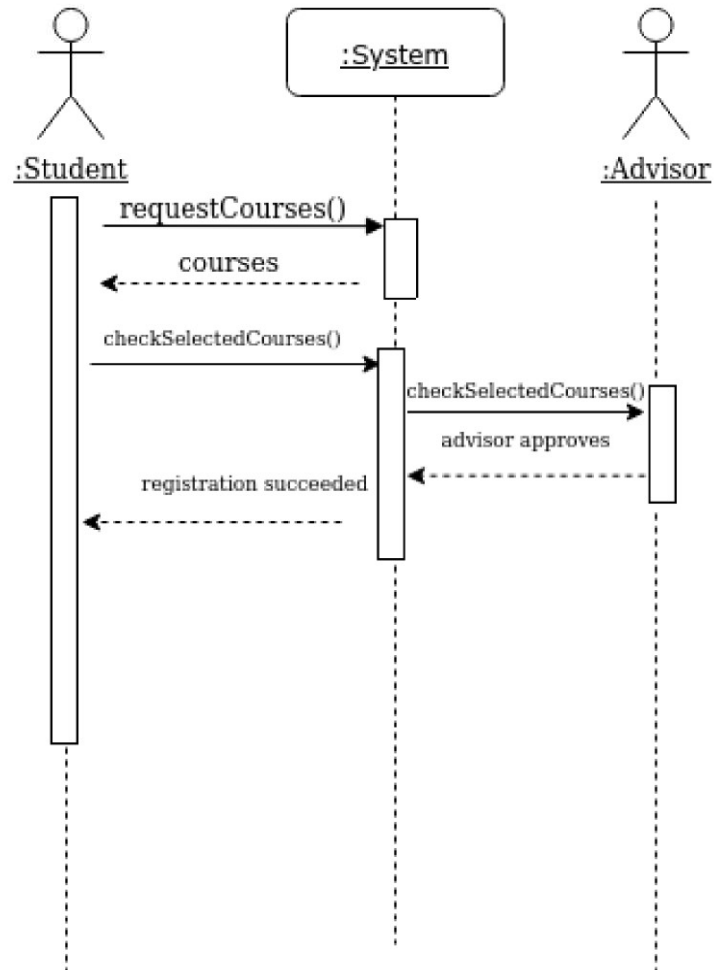 :System
:Student
:Advisor
requestCourses()
courses
checkSelectedCourses()
checkSelectedCourses()
advisor approves
registration succeeded